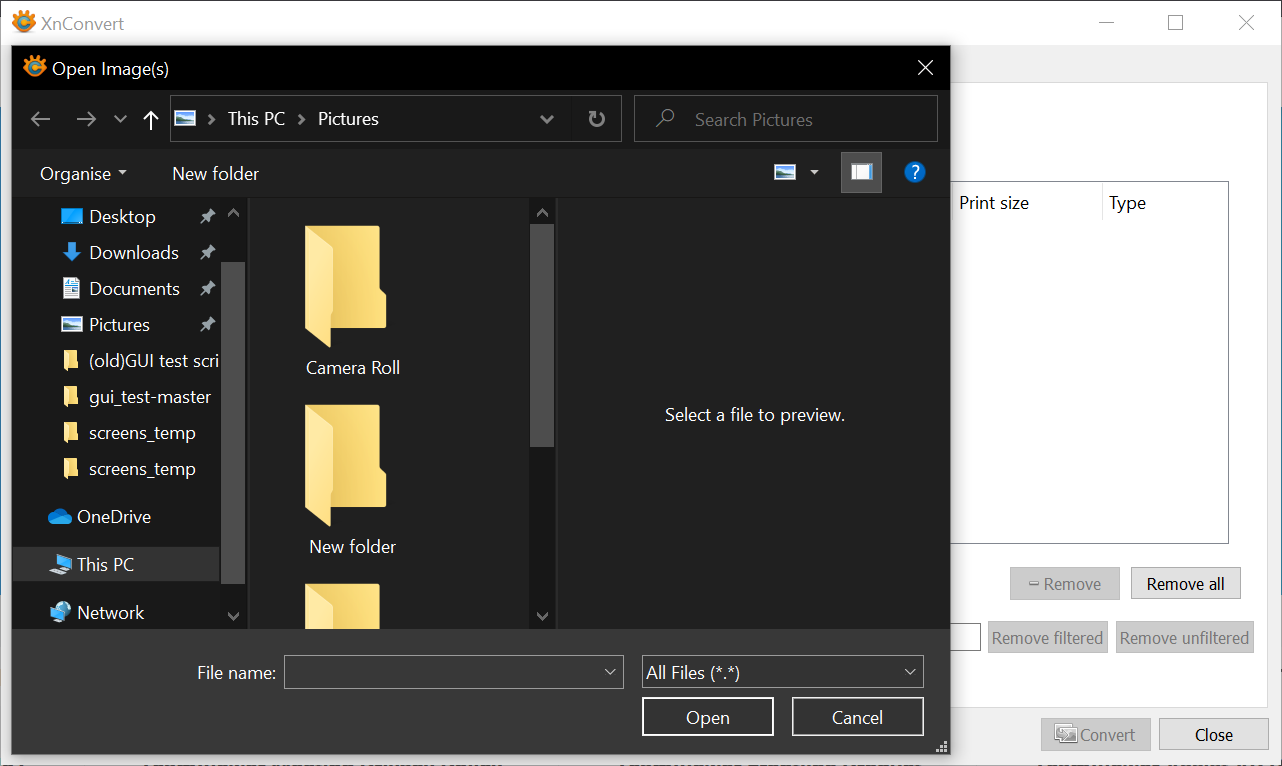 XnConvert
Open Image(s)
This PC Pictures
Search Pictures
Organise New folder
Desktop
Downloads
Documents
Pictures
(old)GUI test scri
gui_test-master
screens_temp
screens_temp
OneDrive
This PC
Network
Camera Roll
New folder
Select a file to preview.
File name:
All Files (*.*)
Open Cancel
Print size Type
Remove Remove all
Remove filtered Remove unfiltered
Convert Close